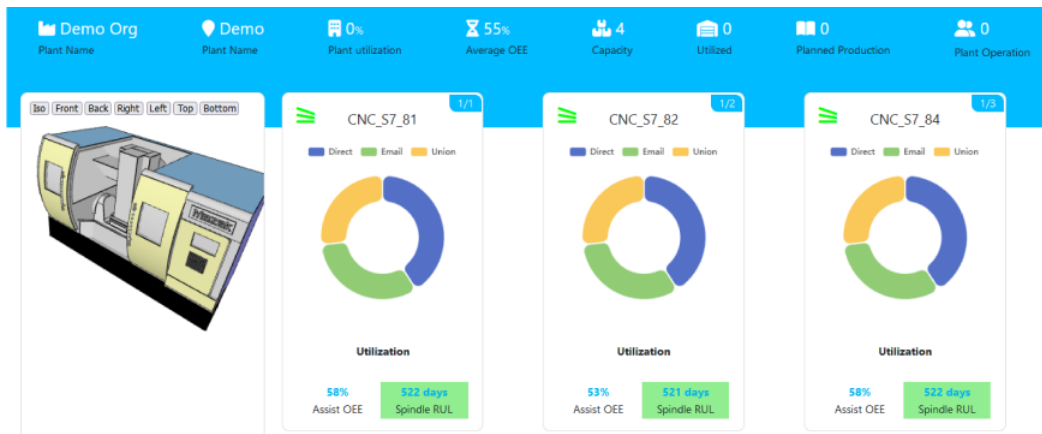 Demo Org
Plant Name
Demo
Plant Name
0%
Plant utilization
55%
Average OEE
4
Capacity
0
Utilized
0
Planned Production
0
Plant Operation
Iso Front Back Right Left Top Bottom
1/1
CNC_S7_81
Direct Email Union
Utilization
58%
Assist OEE
522 days
Spindle RUL
1/2
CNC_S7_82
Direct Email Union
Utilization
53%
Assist OEE
521 days
Spindle RUL
1/3
CNC_S7_84
Direct Email Union
Utilization
58%
Assist OEE
522 days
Spindle RUL